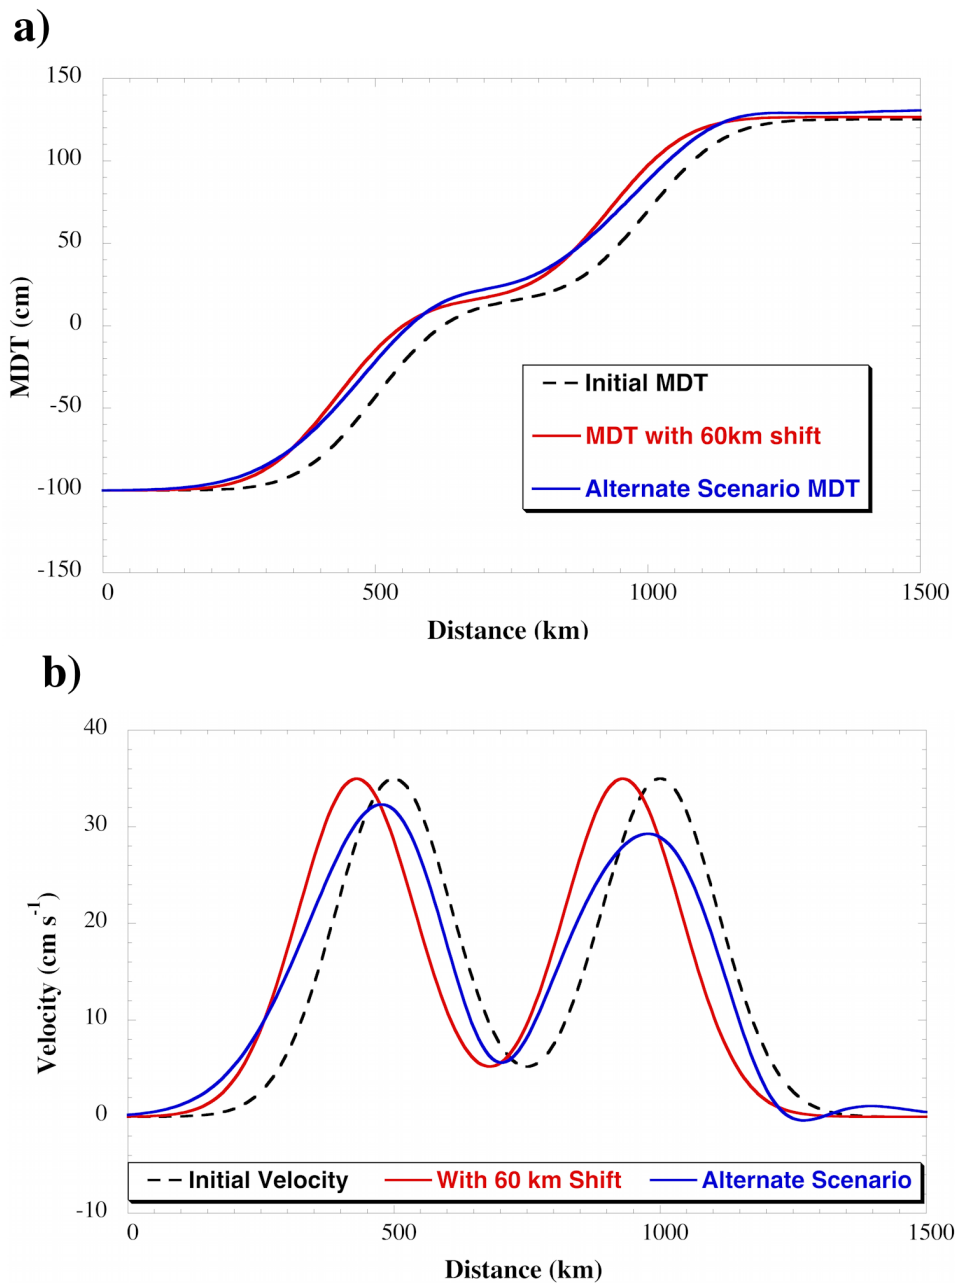 a)
150
100
50
0
-50
-100
-150
MDT (cm)
Initial MDT
MDT with 60km shift
Alternate Scenario MDT
0
500
1000
1500
Distance (km)
b)
40
30
20
10
0
-10
Velocity (cm s-1)
Initial Velocity
With 60 km Shift
Alternate Scenario
0
500
1000
1500
Distance (km)